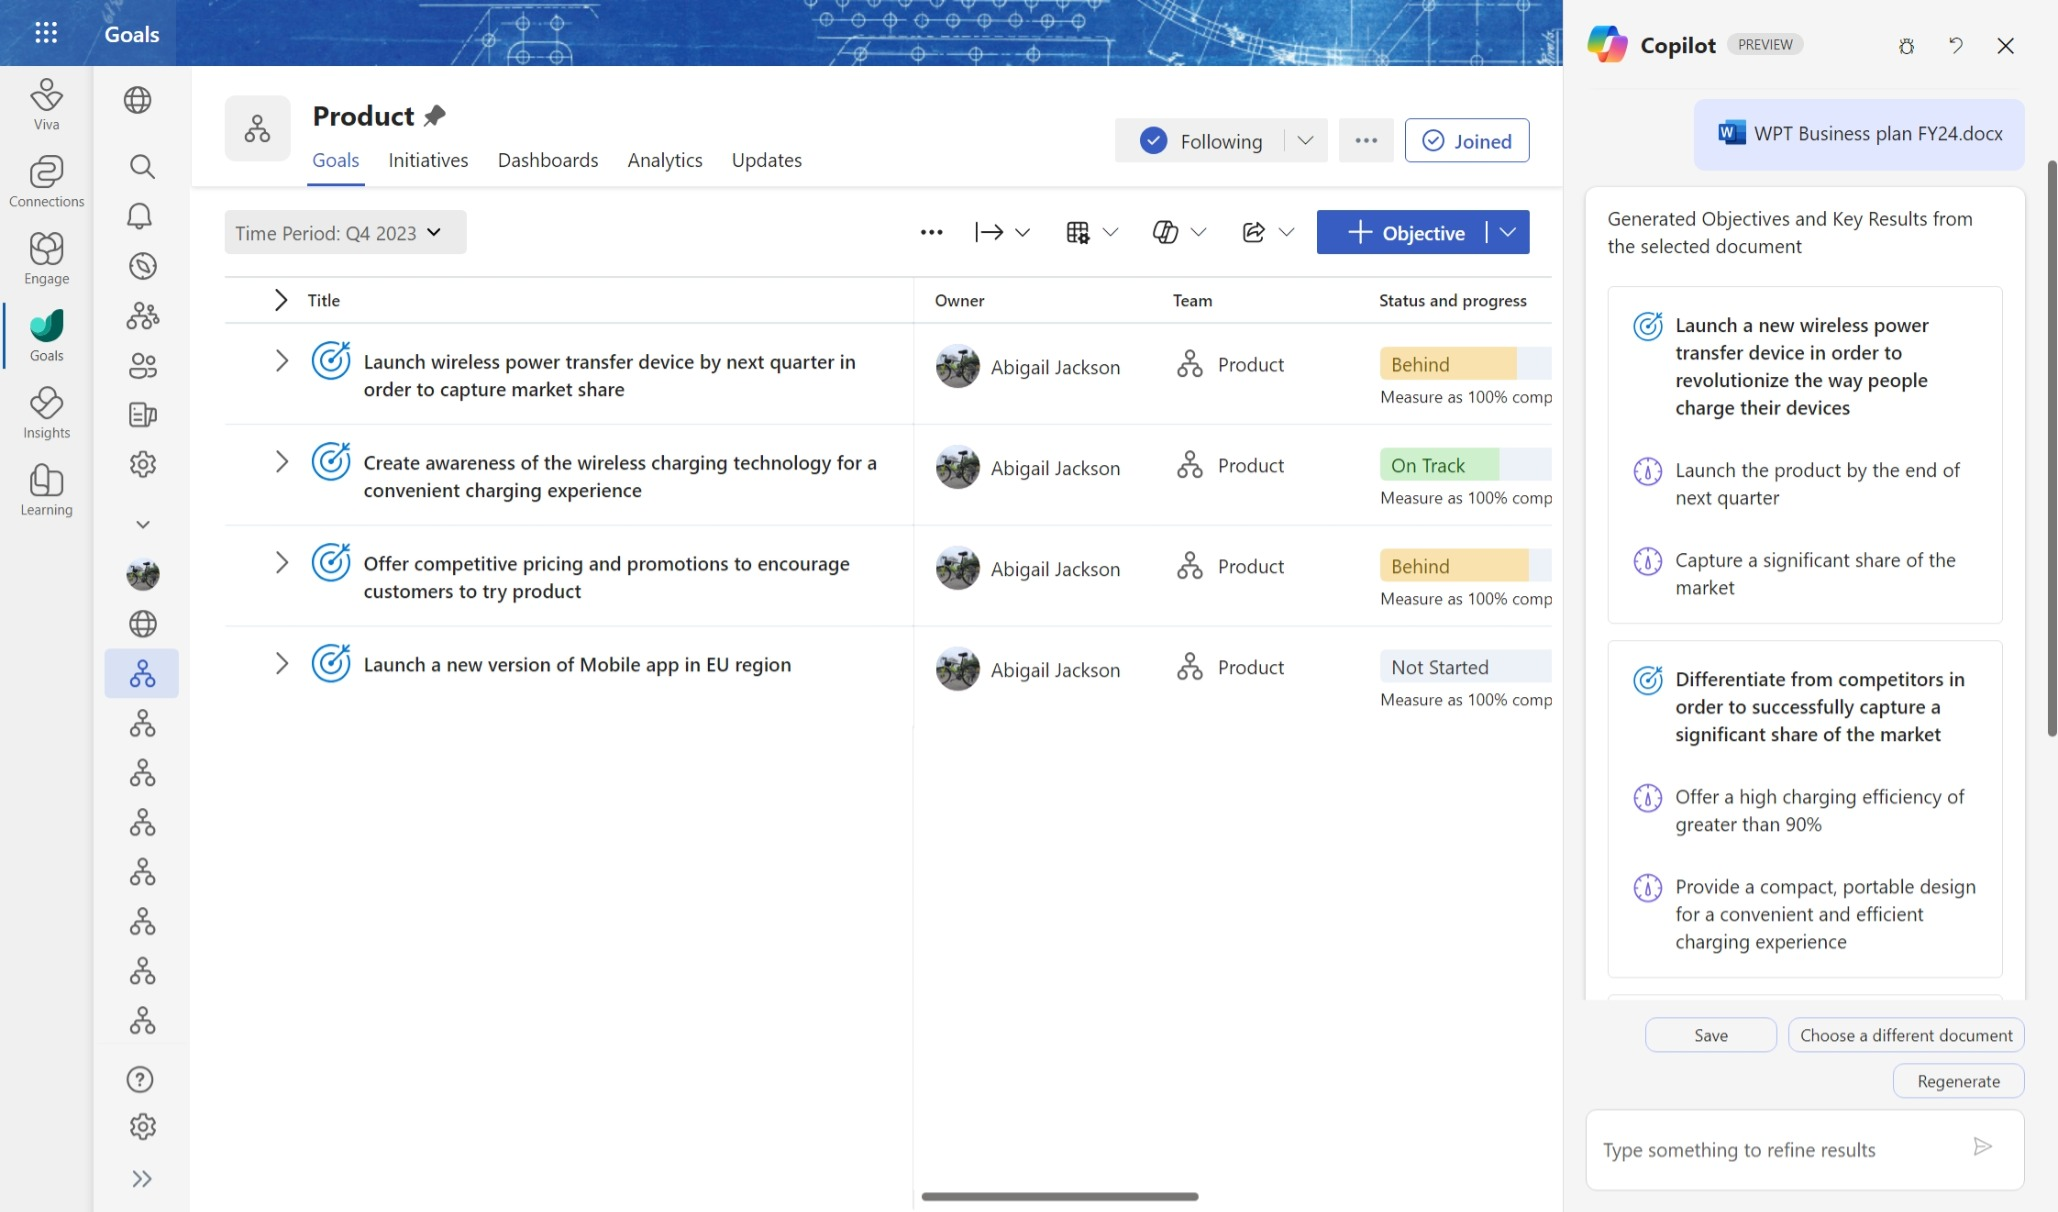 Goals
Viva
Connections
Engage
Goals
Insights
Learning
Product
Goals
Initiatives
Dashboards
Analytics
Updates
Following
Joined
Time Period: Q4 2023
Objective
Title
Owner
Team
Status and progress
Launch wireless power transfer device by next quarter in
order to capture market share
Abigail Jackson
Product
Behind
Measure as 100% comp
Create awareness of the wireless charging technology for a
convenient charging experience
Abigail Jackson
Product
On Track
Measure as 100% comp
Offer competitive pricing and promotions to encourage
customers to try product
Abigail Jackson
Product
Behind
Measure as 100% comp
Launch a new version of Mobile app in EU region
Abigail Jackson
Product
Not Started
Measure as 100% comp
Copilot
PREVIEW
WPT Business plan FY24.docx
Generated Objectives and Key Results from
the selected document
Launch a new wireless power
transfer device in order to
revolutionize the way people
charge their devices
Launch the product by the end of
next quarter
Capture a significant share of the
market
Differentiate from competitors in
order to successfully capture a
significant share of the market
Offer a high charging efficiency of
greater than 90%
Provide a compact, portable design
for a convenient and efficient
charging experience
Save
Choose a different document
Regenerate
Type something to refine results